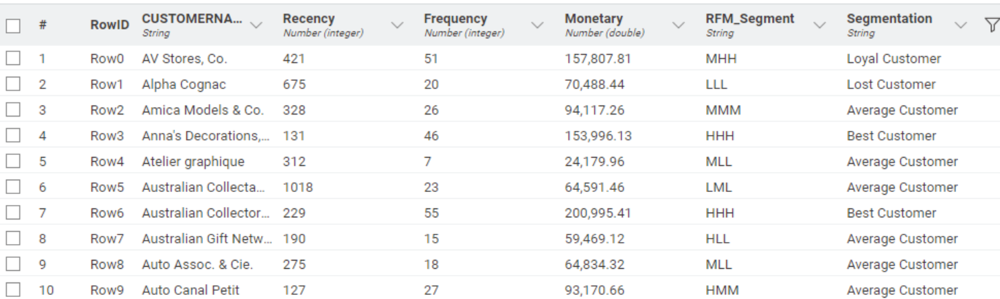 # RowID CUSTOMERNA... Recency Frequency Monetary RFM_Segment Segmentation
String Number (integer) Number (integer) Number (double) String String
1 Row0 AV Stores, Co. 421 51 157,807.81 MHH Loyal Customer
2 Row1 Alpha Cognac 675 20 70,488.44 LLL Lost Customer
3 Row2 Amica Models & Co. 328 26 94,117.26 MMM Average Customer
4 Row3 Anna's Decorations,... 131 46 153,996.13 HHH Best Customer
5 Row4 Atelier graphique 312 7 24,179.96 MLL Average Customer
6 Row5 Australian Collecta... 1018 23 64,591.46 LML Average Customer
7 Row6 Australian Collector... 229 55 200,995.41 HHH Best Customer
8 Row7 Australian Gift Netw... 190 15 59,469.12 HLL Average Customer
9 Row8 Auto Assoc. & Cie. 275 18 64,834.32 MLL Average Customer
10 Row9 Auto Canal Petit 127 27 93,170.66 HMM Average Customer